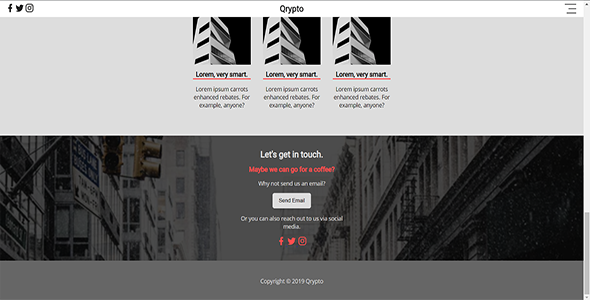 Qrypto
Lorem, very smart. Lorem, very smart. Lorem, very smart.
Lorem ipsum carrots Lorem ipsum carrots Lorem ipsum carrots
enhanced rebates. For enhanced rebates. For enhanced rebates. For
example, anyone? example, anyone? example, anyone?
Let's get in touch.
Maybe we can go for a coffee?
Why not send us an email?
Send Email
Or you can also reach out to us via social
media.
Copyright © 2019 Qrypto